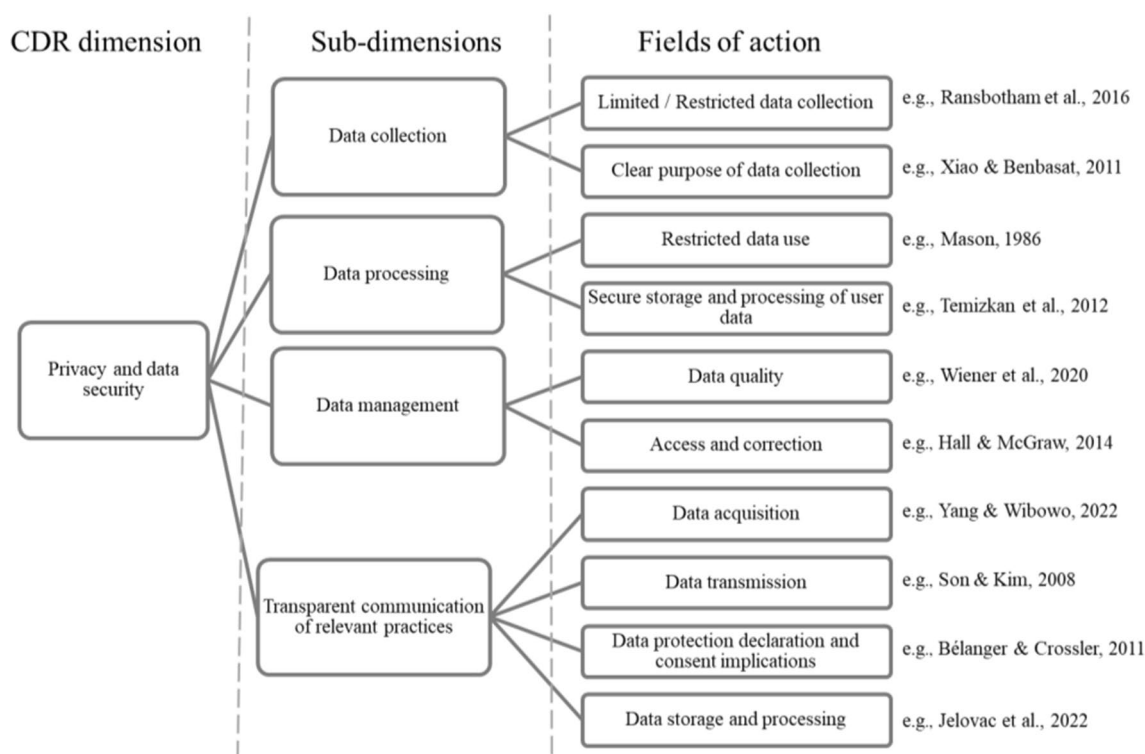 CDR dimension
Sub-dimensions
Fields of action
Privacy and data
security
Data collection
Limited / Restricted data collection
e.g., Ransbotham et al., 2016
Clear purpose of data collection
e.g., Xiao & Benbasat, 2011
Data processing
Restricted data use
e.g., Mason, 1986
Secure storage and processing of user
data
e.g., Temizkan et al., 2012
Data management
Data quality
e.g., Wiener et al., 2020
Access and correction
e.g., Hall & McGraw, 2014
Transparent communication
of relevant practices
Data acquisition
e.g., Yang & Wibowo, 2022
Data transmission
e.g., Son & Kim, 2008
Data protection declaration and
consent implications
e.g., Bélanger & Crossler, 2011
Data storage and processing
e.g., Jelovac et al., 2022